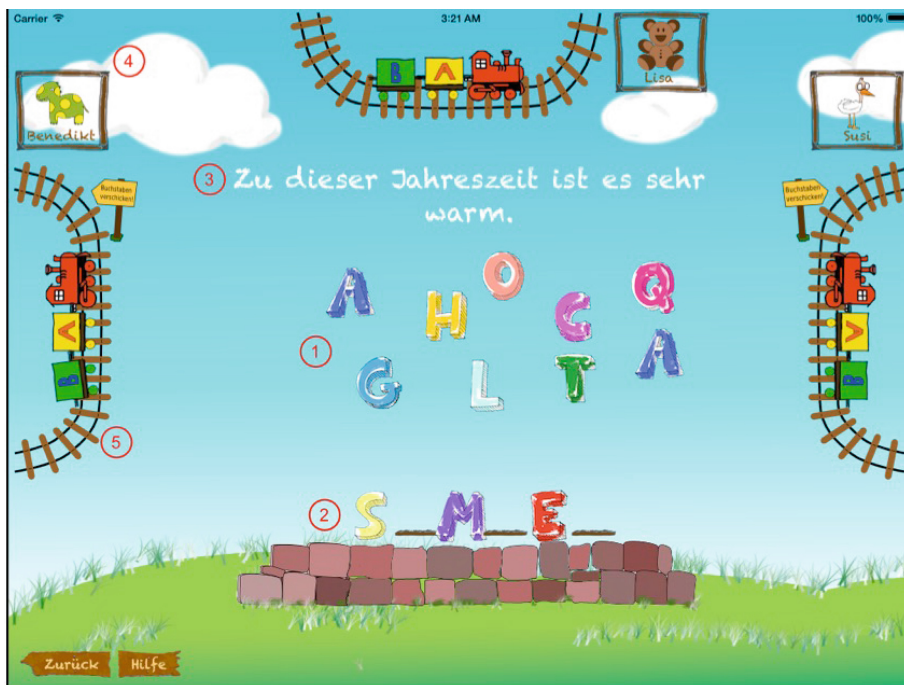 Carrier 3:21 AM 100%
B A
Lisa
4
Benedikt
Susi
3 Zu dieser Jahreszeit ist es sehr
warm.
Buchstaben
verschicken!
Buchstaben
verschicken!
O
A Q
H C
1
A
G L T
A A
B B
5
2 S _ M _ E _
Zurück Hilfe